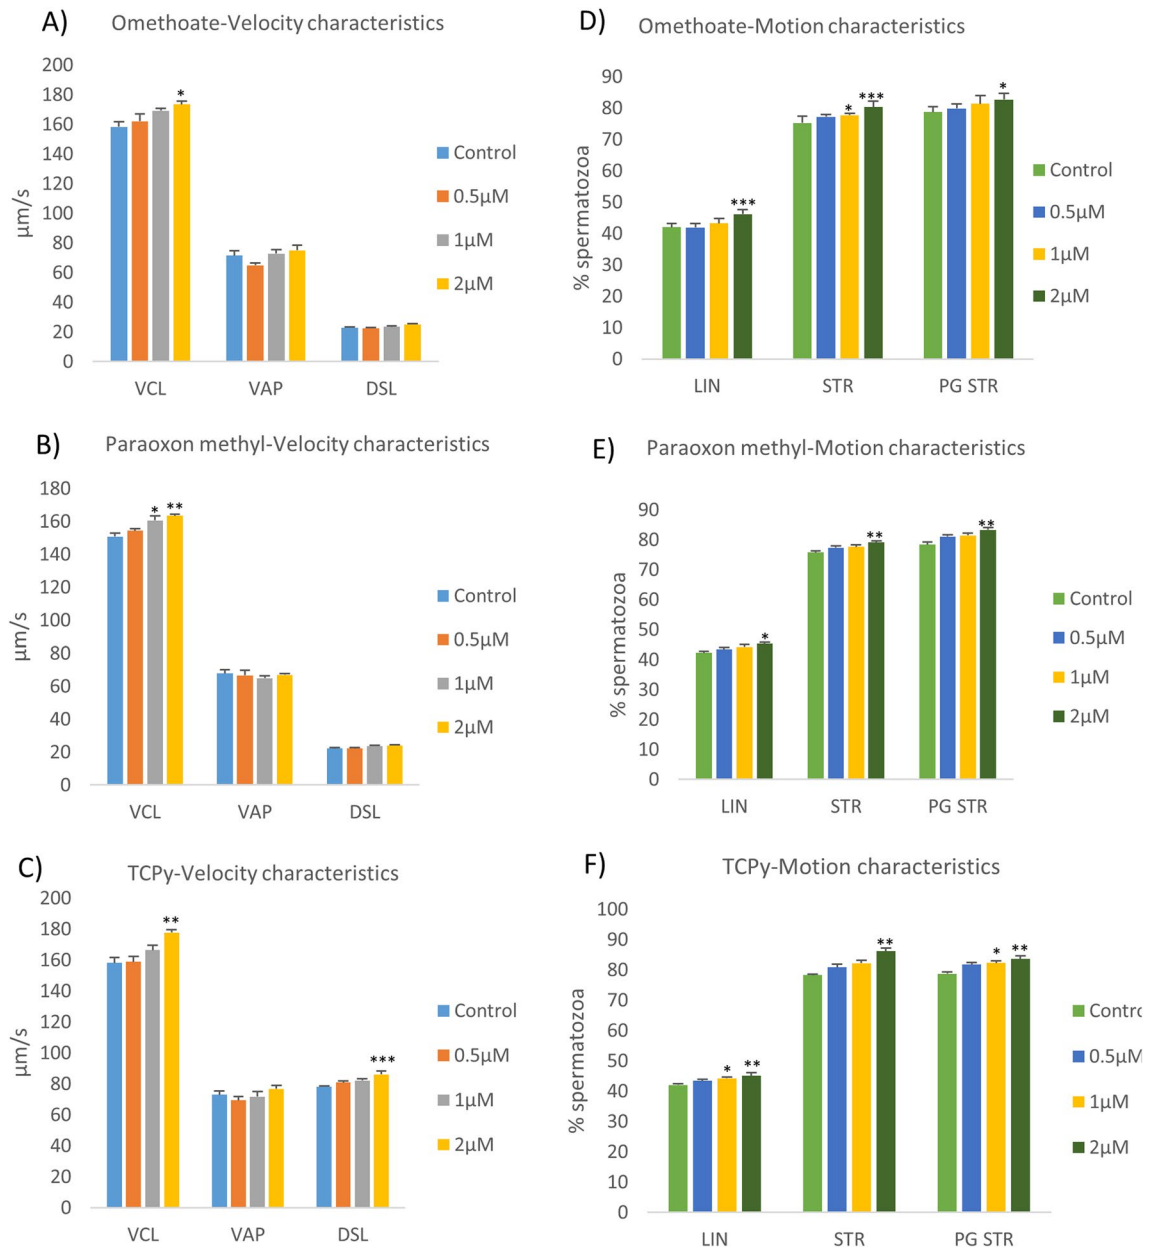 A) Omethoate-Velocity characteristics
200
180
160
140
120
100
80
60
40
20
0
µm/s
*
VCL VAP DSL
Control
0.5µM
1µM
2µM
D) Omethoate-Motion characteristics
90
80
70
60
50
40
30
20
10
0
% spermatozoa
*** * *** *
LIN STR PG STR
Control
0.5µM
1µM
2µM
B) Paraoxon methyl-Velocity characteristics
180
160
140
120
100
80
60
40
20
0
µm/s
* **
VCL VAP DSL
Control
0.5µM
1µM
2µM
E) Paraoxon methyl-Motion characteristics
90
80
70
60
50
40
30
20
10
0
% spermatozoa
* ** **
LIN STR PG STR
Control
0.5µM
1µM
2µM
C) TCPy-Velocity characteristics
200
180
160
140
120
100
80
60
40
20
0
µm/s
** ***
VCL VAP DSL
Control
0.5µM
1µM
2µM
F) TCPy-Motion characteristics
100
90
80
70
60
50
40
30
20
10
0
% spermatozoa
* ** ** * **
LIN STR PG STR
Contrc
0.5µM
1µM
2µM